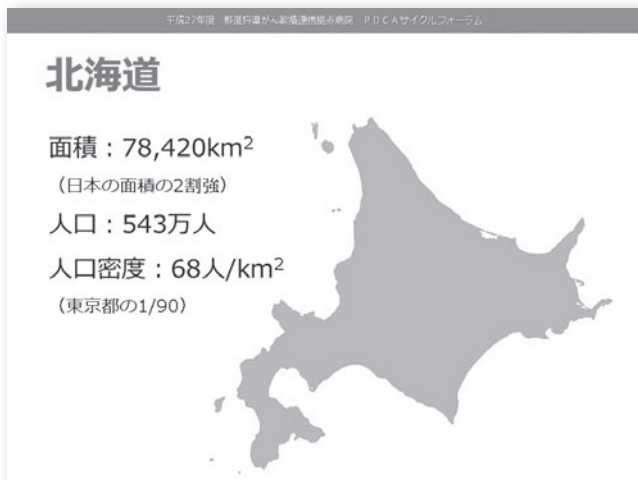 平成27年度 都道府県がん診療連携拠点病院 PDCAサイクルフォーラム
北海道
面積:78,420km²
(日本の面積の2割強)
人口:543万人
人口密度:68人/km²
(東京都の1/90)